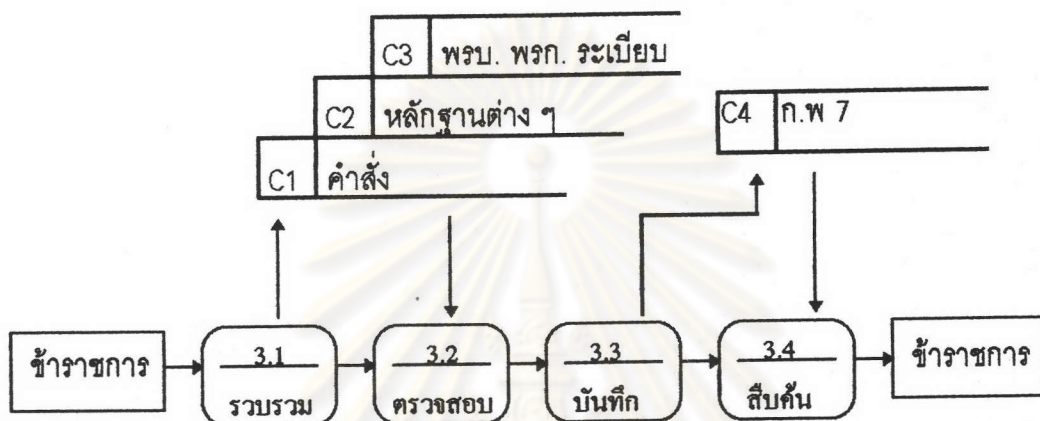 C3 พรบ. พรก. ระเบียบ
C2 หลักฐานต่าง ๆ
C4 ก.พ 7
C1 คำสั่ง
ข้าราชการ
3.1
รวบรวม
3.2
ตรวจสอบ
3.3
บันทึก
3.4
สืบค้น
ข้าราชการ